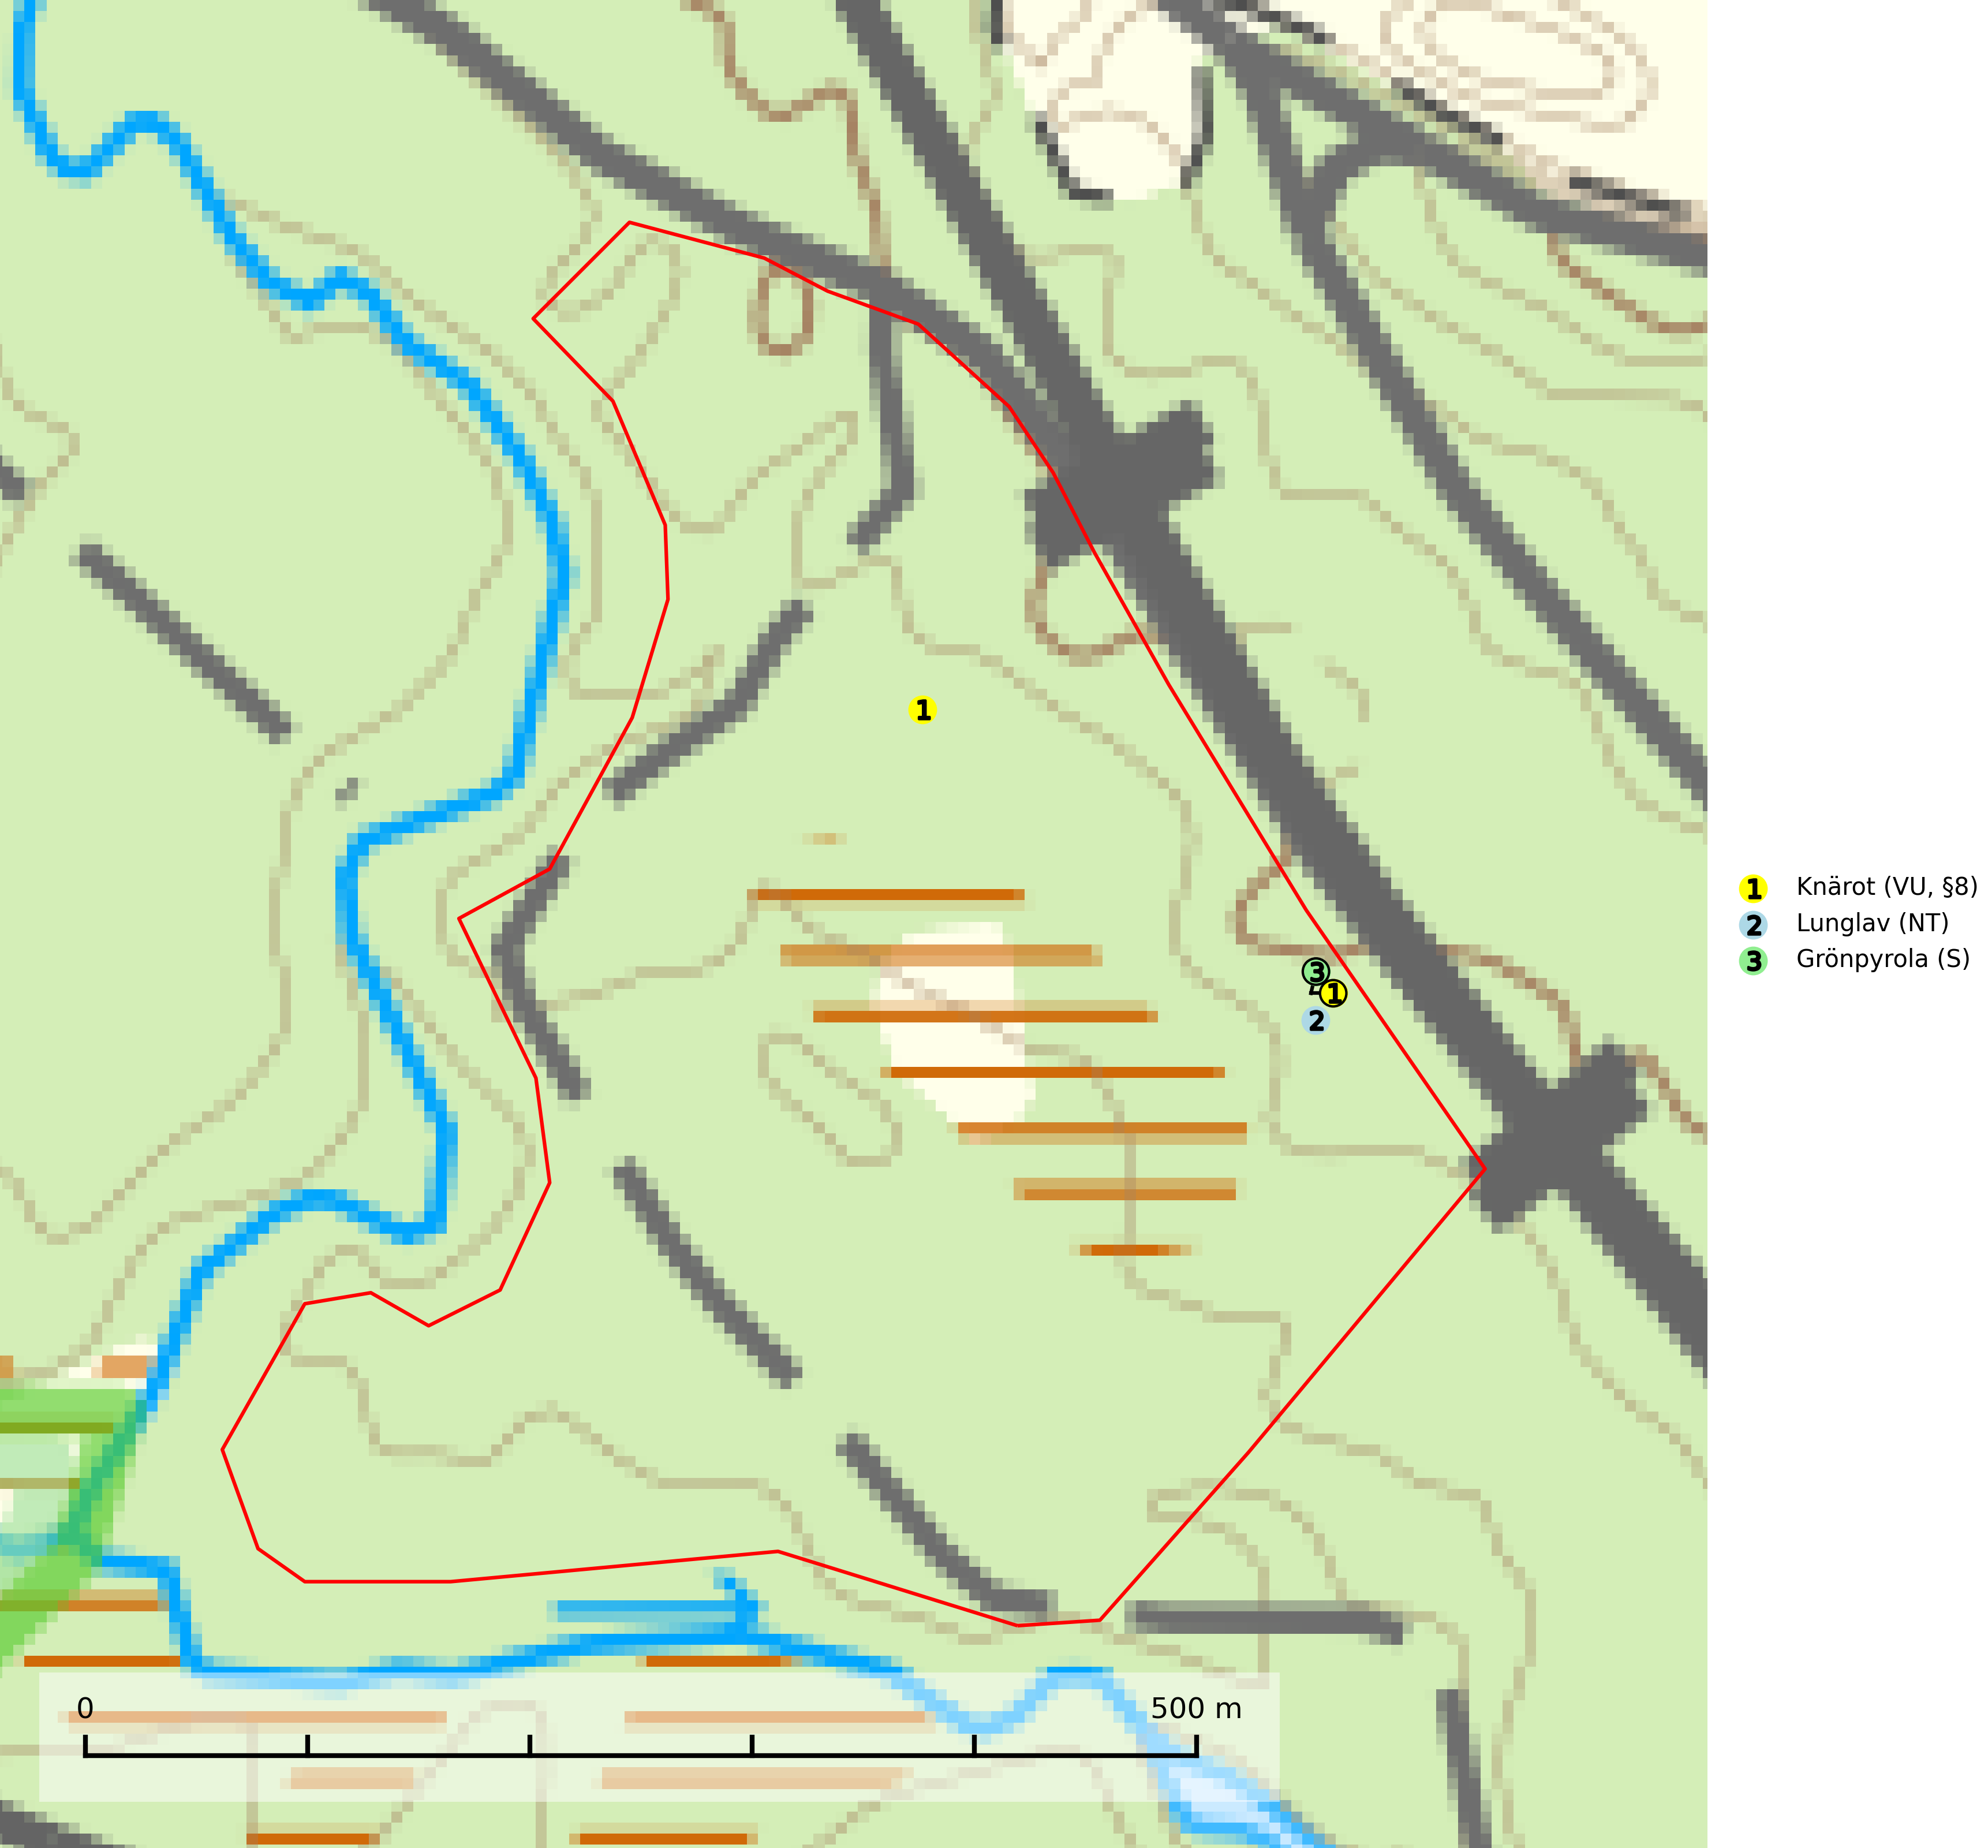 1
3
1
2
1 Knärot (VU, §8)
2 Lunglav (NT)
3 Grönpyrola (S)
0 500 m